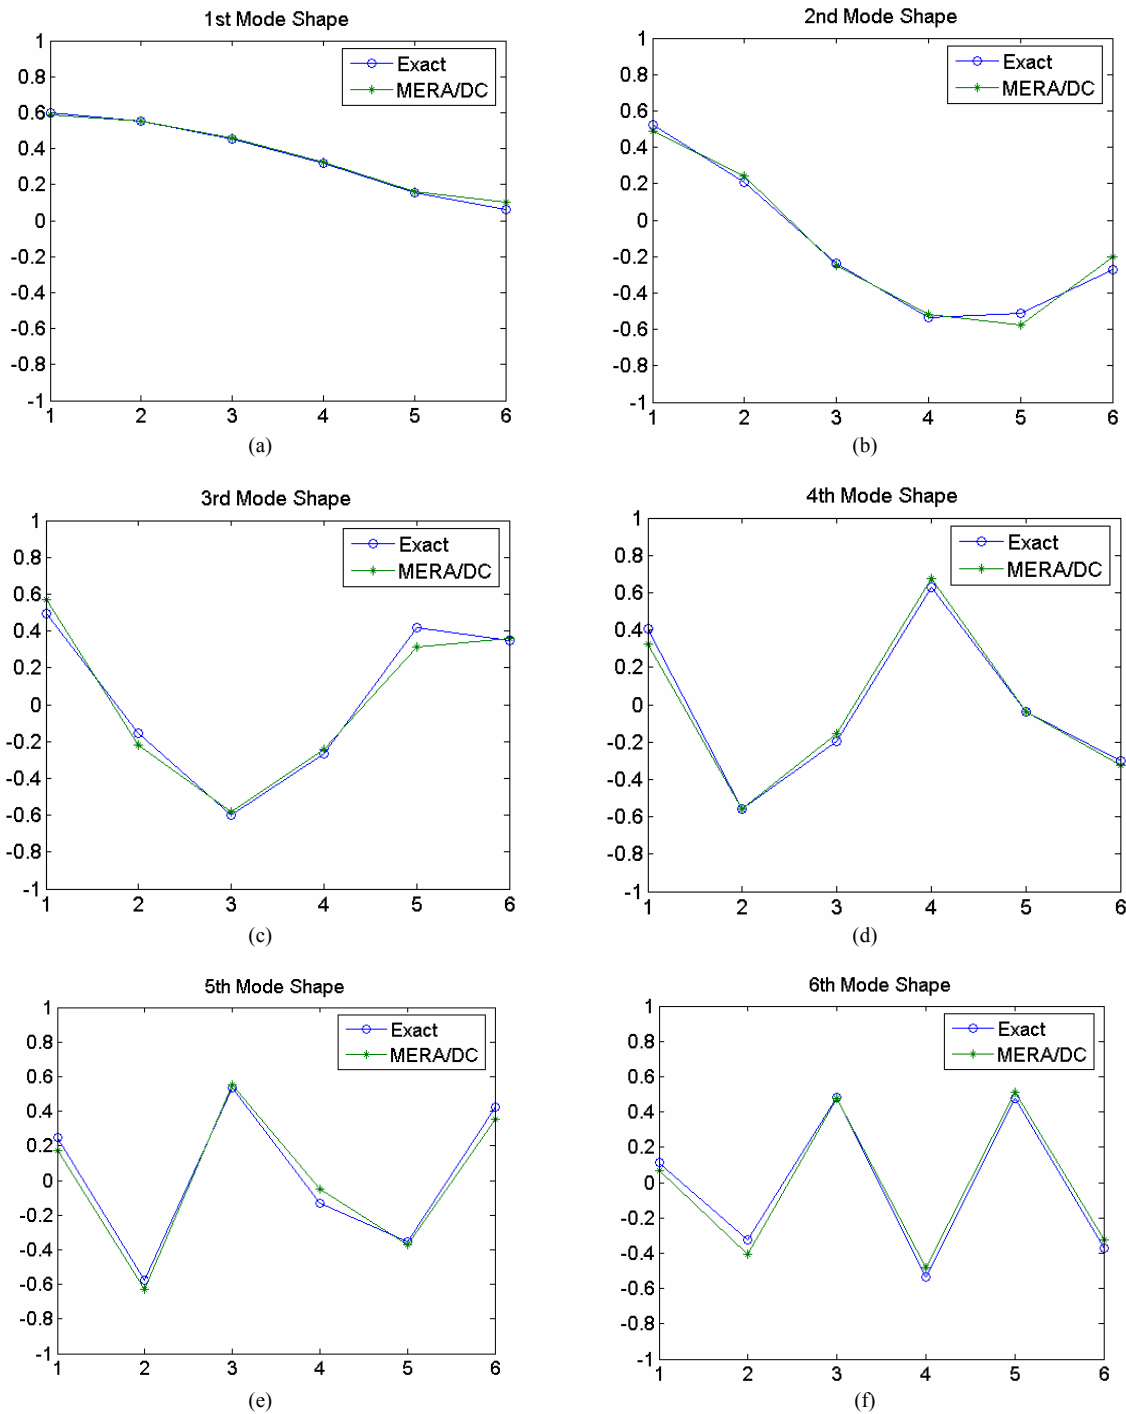 1st Mode Shape
1
0.8
0.6
0.4
0.2
0
-0.2
-0.4
-0.6
-0.8
-1
1 2 3 4 5 6
Exact
MERA/DC
(a)
2nd Mode Shape
1
0.8
0.6
0.4
0.2
0
-0.2
-0.4
-0.6
-0.8
-1
1 2 3 4 5 6
Exact
MERA/DC
(b)
3rd Mode Shape
1
0.8
0.6
0.4
0.2
0
-0.2
-0.4
-0.6
-0.8
-1
1 2 3 4 5 6
Exact
MERA/DC
(c)
4th Mode Shape
1
0.8
0.6
0.4
0.2
0
-0.2
-0.4
-0.6
-0.8
-1
1 2 3 4 5 6
Exact
MERA/DC
(d)
5th Mode Shape
1
0.8
0.6
0.4
0.2
0
-0.2
-0.4
-0.6
-0.8
-1
1 2 3 4 5 6
Exact
MERA/DC
(e)
6th Mode Shape
1
0.8
0.6
0.4
0.2
0
-0.2
-0.4
-0.6
-0.8
-1
1 2 3 4 5 6
Exact
MERA/DC
(f)